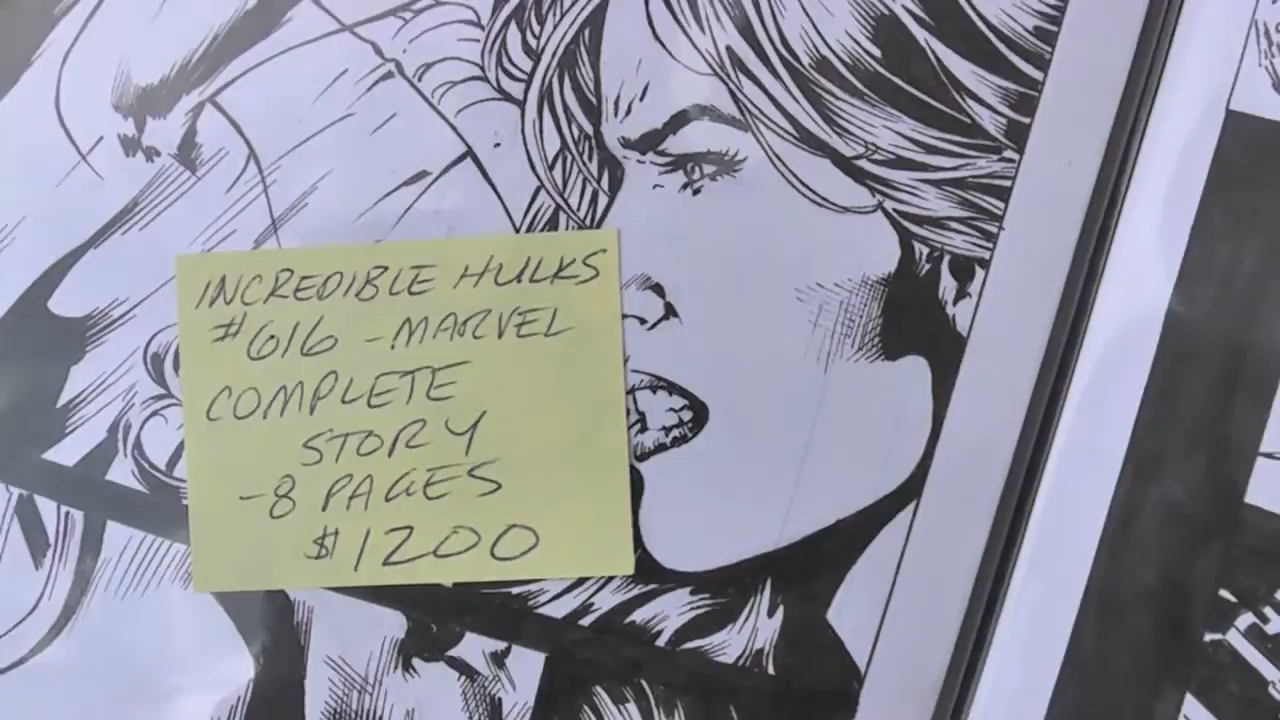 INCREDIBLE HULKS
#616 - MARVEL
COMPLETE
STORY
- 8 PAGES
$1200